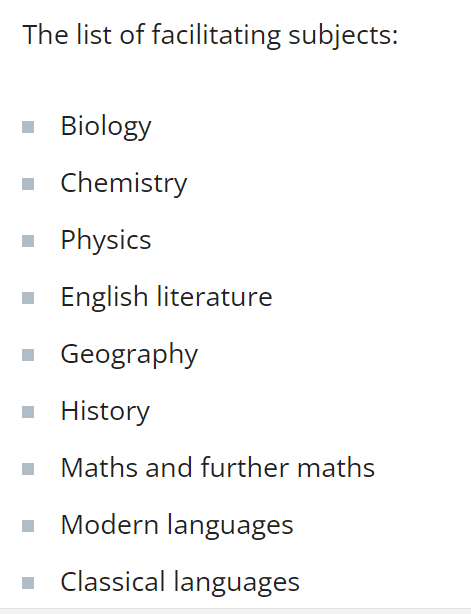 The list of facilitating subjects:
Biology
Chemistry
Physics
English literature
Geography
History
Maths and further maths
Modern languages
Classical languages